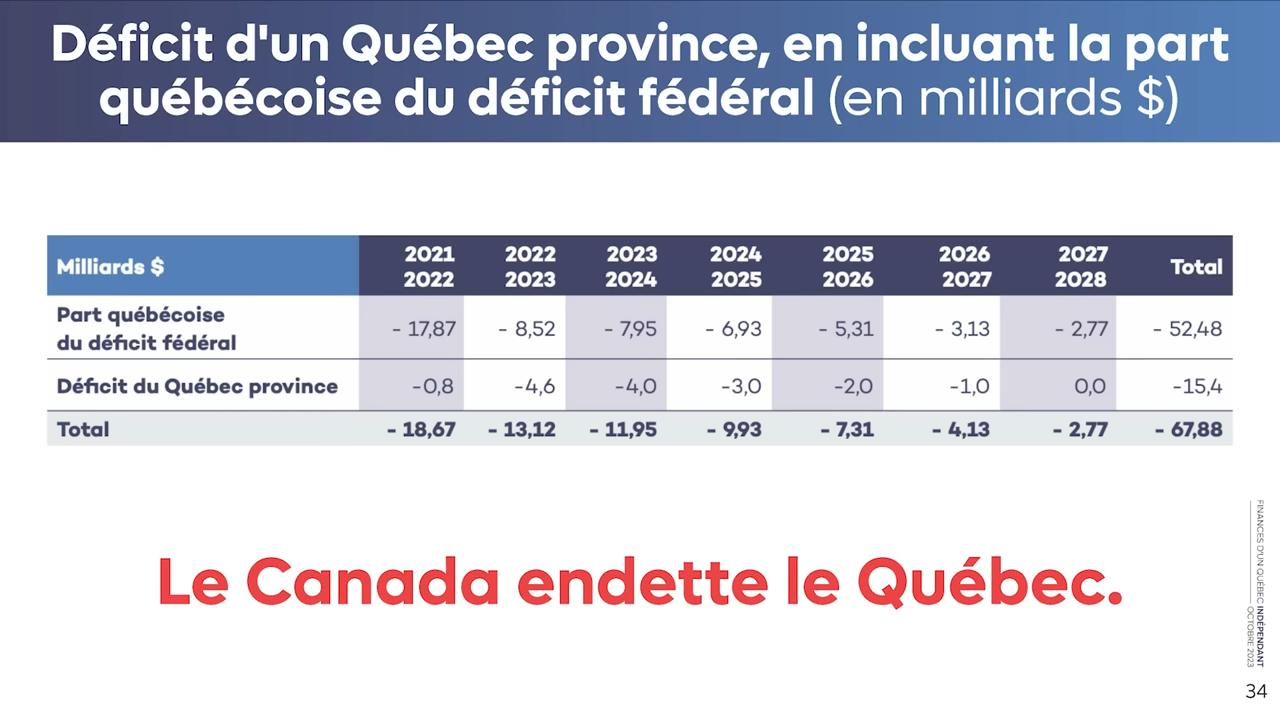 Déficit d'un Québec province, en incluant la part
québécoise du déficit fédéral (en milliards $)
Milliards $ 2021 2022 2023 2024 2025 2026 2027 Total
2022 2023 2024 2025 2026 2027 2028
Part québécoise
du déficit fédéral - 17,87 - 8,52 - 7,95 - 6,93 - 5,31 - 3,13 - 2,77 - 52,48
Déficit du Québec province -0,8 -4,6 -4,0 -3,0 -2,0 -1,0 0,0 -15,4
Total - 18,67 - 13,12 - 11,95 - 9,93 - 7,31 - 4,13 - 2,77 - 67,88
Le Canada endette le Québec.
FINANCES D'UN QUÉBEC INDÉPENDANT
OCTOBRE 2023
34